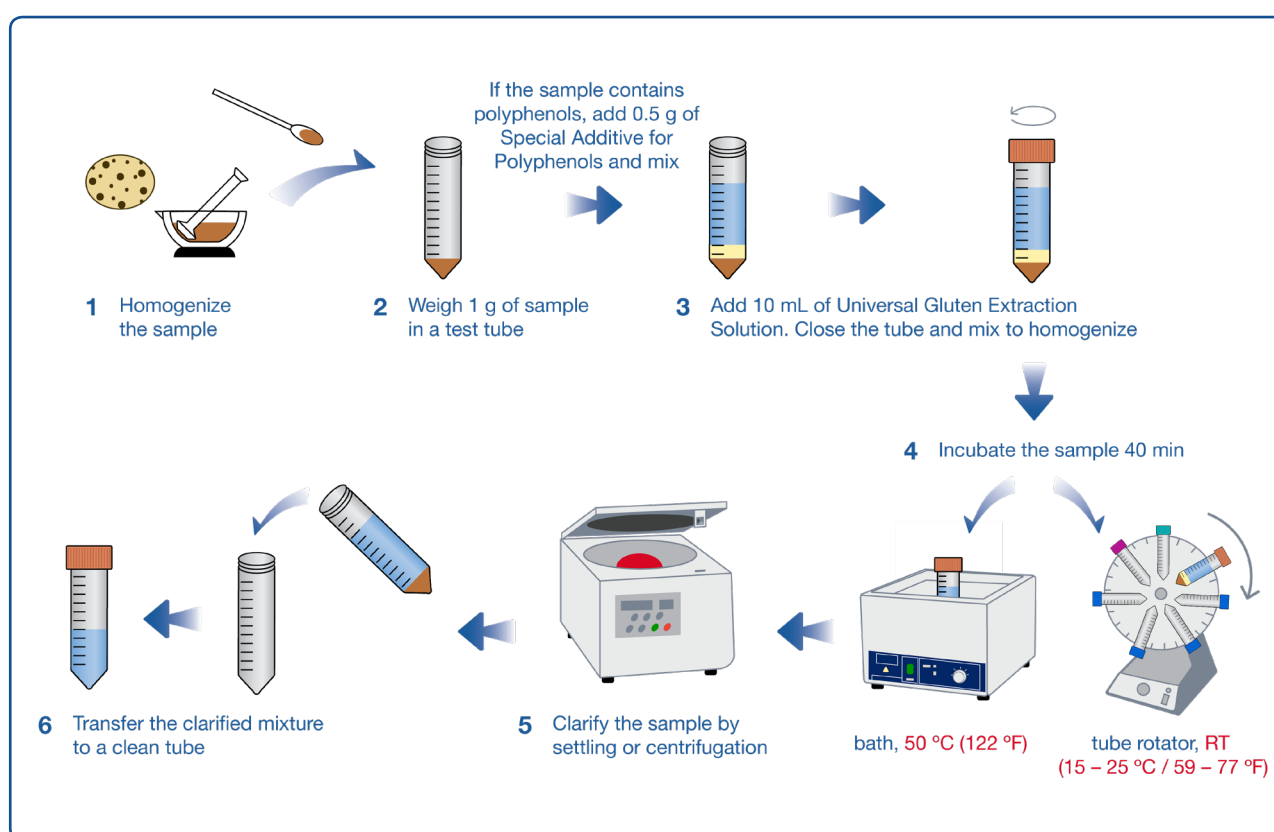 If the sample contains
polyphenols, add 0.5 g of
Special Additive for
Polyphenols and mix
1 Homogenize
the sample
2 Weigh 1 g of sample
in a test tube
3 Add 10 mL of Universal Gluten Extraction
Solution. Close the tube and mix to homogenize
4 Incubate the sample 40 min
bath, 50 ºC (122 ºF)
tube rotator, RT
(15 – 25 ºC / 59 – 77 ºF)
5 Clarify the sample by
settling or centrifugation
6 Transfer the clarified mixture
to a clean tube